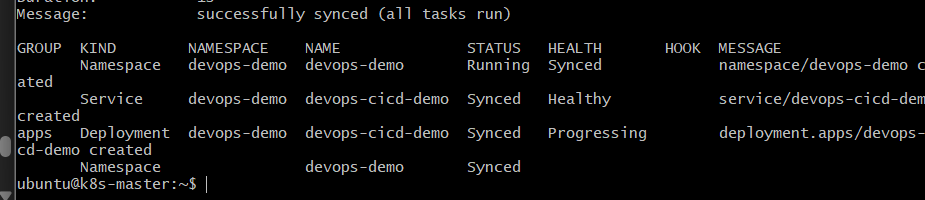 Message:            successfully synced (all tasks run)
GROUP  KIND        NAMESPACE    NAME              STATUS   HEALTH       HOOK  MESSAGE
       Namespace   devops-demo  devops-demo       Running  Synced             namespace/devops-demo c
ated
       Service     devops-demo  devops-cicd-demo  Synced   Healthy            service/devops-cicd-dem
created
apps   Deployment  devops-demo  devops-cicd-demo  Synced   Progressing        deployment.apps/devops-
cd-demo created
       Namespace                devops-demo       Synced
ubuntu@k8s-master:~$